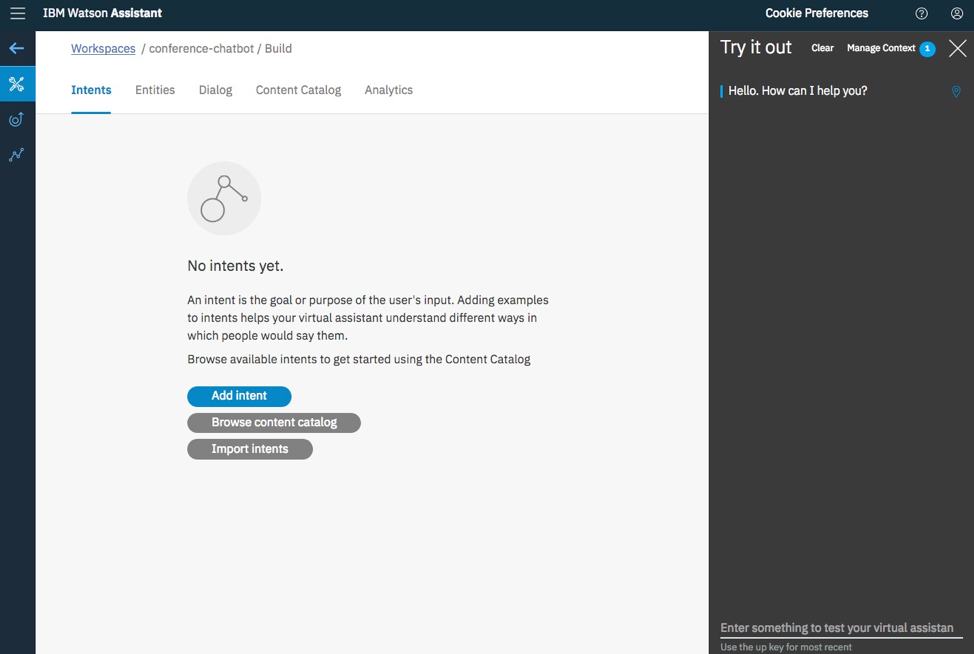 IBM Watson Assistant
Cookie Preferences
Workspaces / conference-chatbot / Build
Intents Entities Dialog Content Catalog Analytics
No intents yet.
An intent is the goal or purpose of the user's input. Adding examples
to intents helps your virtual assistant understand different ways in
which people would say them.
Browse available intents to get started using the Content Catalog
Add intent
Browse content catalog
Import intents
Try it out Clear Manage Context 1
Hello. How can I help you?
Enter something to test your virtual assistan
Use the up key for most recent